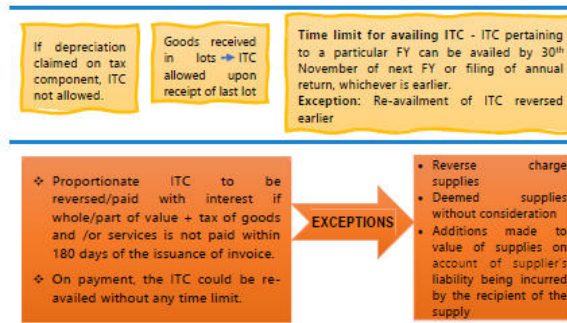 If depreciation
claimed on tax
component, ITC
not allowed.
Goods received
in lots → ITC
allowed upon
receipt of last lot
Time limit for availing ITC - ITC pertaining
to a particular FY can be availed by 30th
November of next FY or filing of annual
return, whichever is earlier.
Exception: Re-availment of ITC reversed
earlier
❖ Proportionate ITC to be
reversed/paid with interest if
whole/part of value + tax of goods
and /or services is not paid within
180 days of the issuance of invoice.
❖ On payment, the ITC could be re-
availed without any time limit.
EXCEPTIONS
• Reverse charge
supplies
• Deemed supplies
without consideration
• Additions made to
value of supplies on
account of supplier's
liability being incurred
by the recipient of the
supply